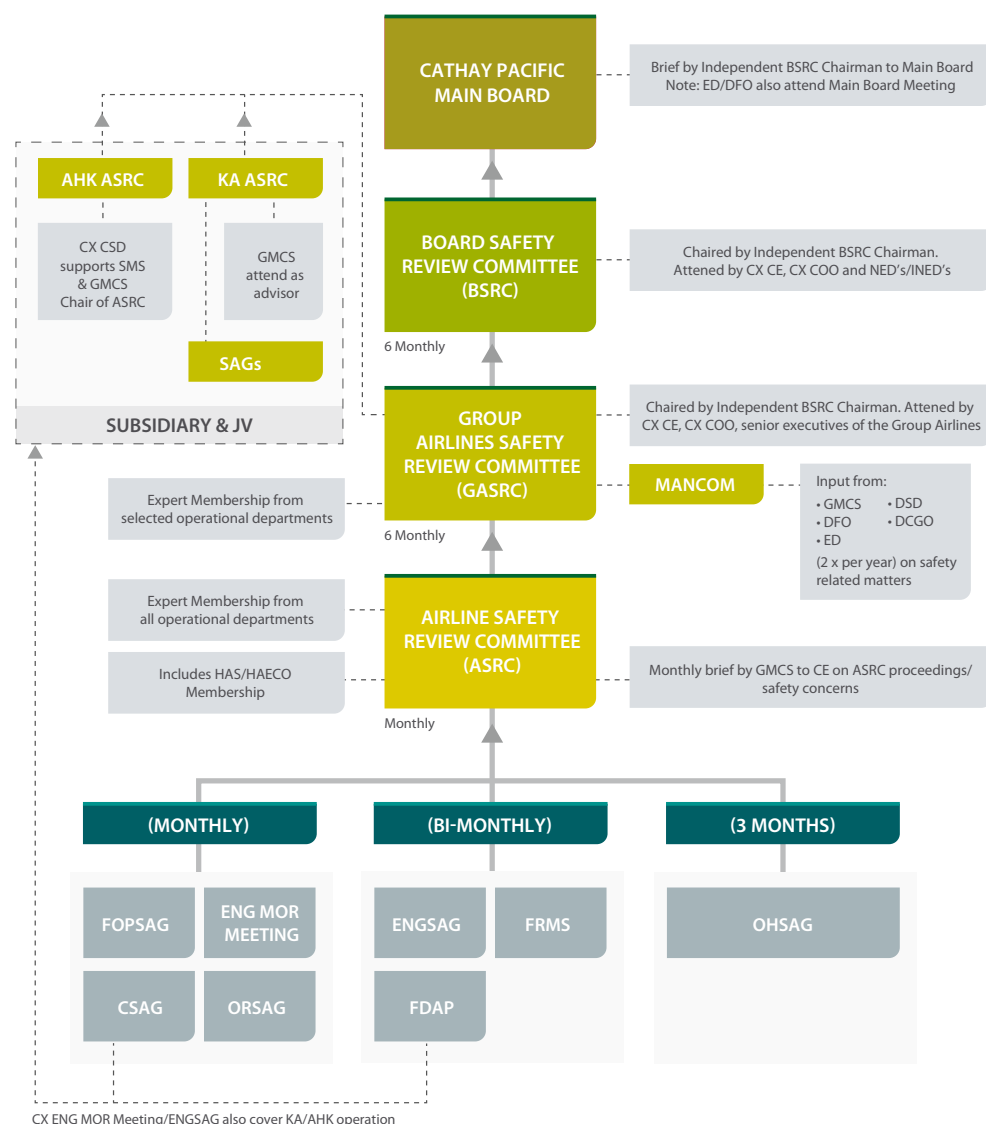 CATHAY PACIFIC
MAIN BOARD
Brief by Independent BSRC Chairman to Main Board
Note: ED/DFO also attend Main Board Meeting
AHK ASRC
KA ASRC
CX CSD
supports SMS
& GMCS
Chair of ASRC
GMCS
attend as
advisor
SAGs
SUBSIDIARY & JV
BOARD SAFETY
REVIEW COMMITTEE
(BSRC)
Chaired by Independent BSRC Chairman.
Attened by CX CE, CX COO and NED's/INED's
6 Monthly
GROUP
AIRLINES SAFETY
REVIEW COMMITTEE
(GASRC)
Chaired by Independent BSRC Chairman. Attened by
CX CE, CX COO, senior executives of the Group Airlines
MANCOM
Input from:
• GMCS
• DFO
• ED
• DSD
• DCGO
(2 x per year) on safety
related matters
Expert Membership from
selected operational departments
6 Monthly
Expert Membership from
all operational departments
Includes HAS/HAECO
Membership
AIRLINE SAFETY
REVIEW COMMITTEE
(ASRC)
Monthly brief by GMCS to CE on ASRC proceedings/
safety concerns
Monthly
(MONTHLY)
(BI-MONTHLY)
(3 MONTHS)
FOPSAG
ENG MOR
MEETING
CSAG
ORSAG
ENGSAG
FRMS
FDAP
OHSAG
CX ENG MOR Meeting/ENGSAG also cover KA/AHK operation